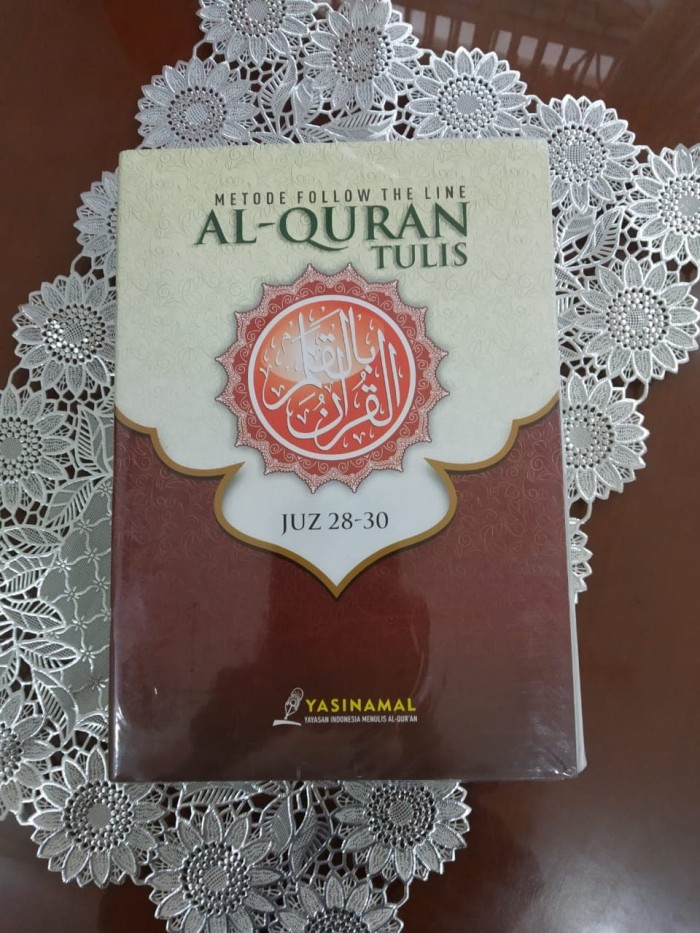 METODE FOLLOW THE LINE
AL-QURAN
TULIS
القرآن بالقلم
JUZ 28-30
YASINAMAL
YAYASAN INDONESIA MENULIS AL-QUR'AN